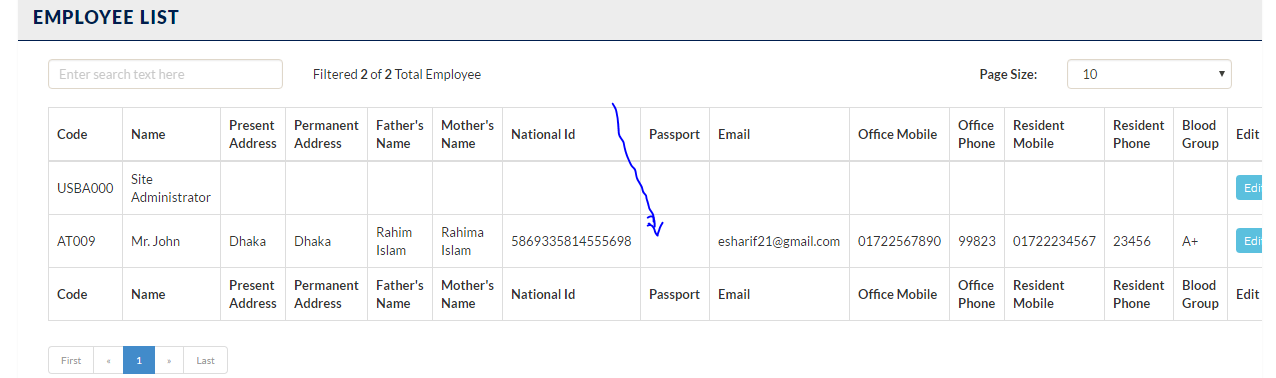 EMPLOYEE LIST
Enter search text here Filtered 2 of 2 Total Employee Page Size: 10
Code Name Present Address Permanent Address Father's Name Mother's Name National Id Passport Email Office Mobile Office Phone Resident Mobile Resident Phone Blood Group Edit
USBA000 Site Administrator Edit
AT009 Mr. John Dhaka Dhaka Rahim Islam Rahima Islam 5869335814555698 esharif21@gmail.com 01722567890 99823 01722234567 23456 A+ Edit
Code Name Present Address Permanent Address Father's Name Mother's Name National Id Passport Email Office Mobile Office Phone Resident Mobile Resident Phone Blood Group Edit
First « 1 » Last